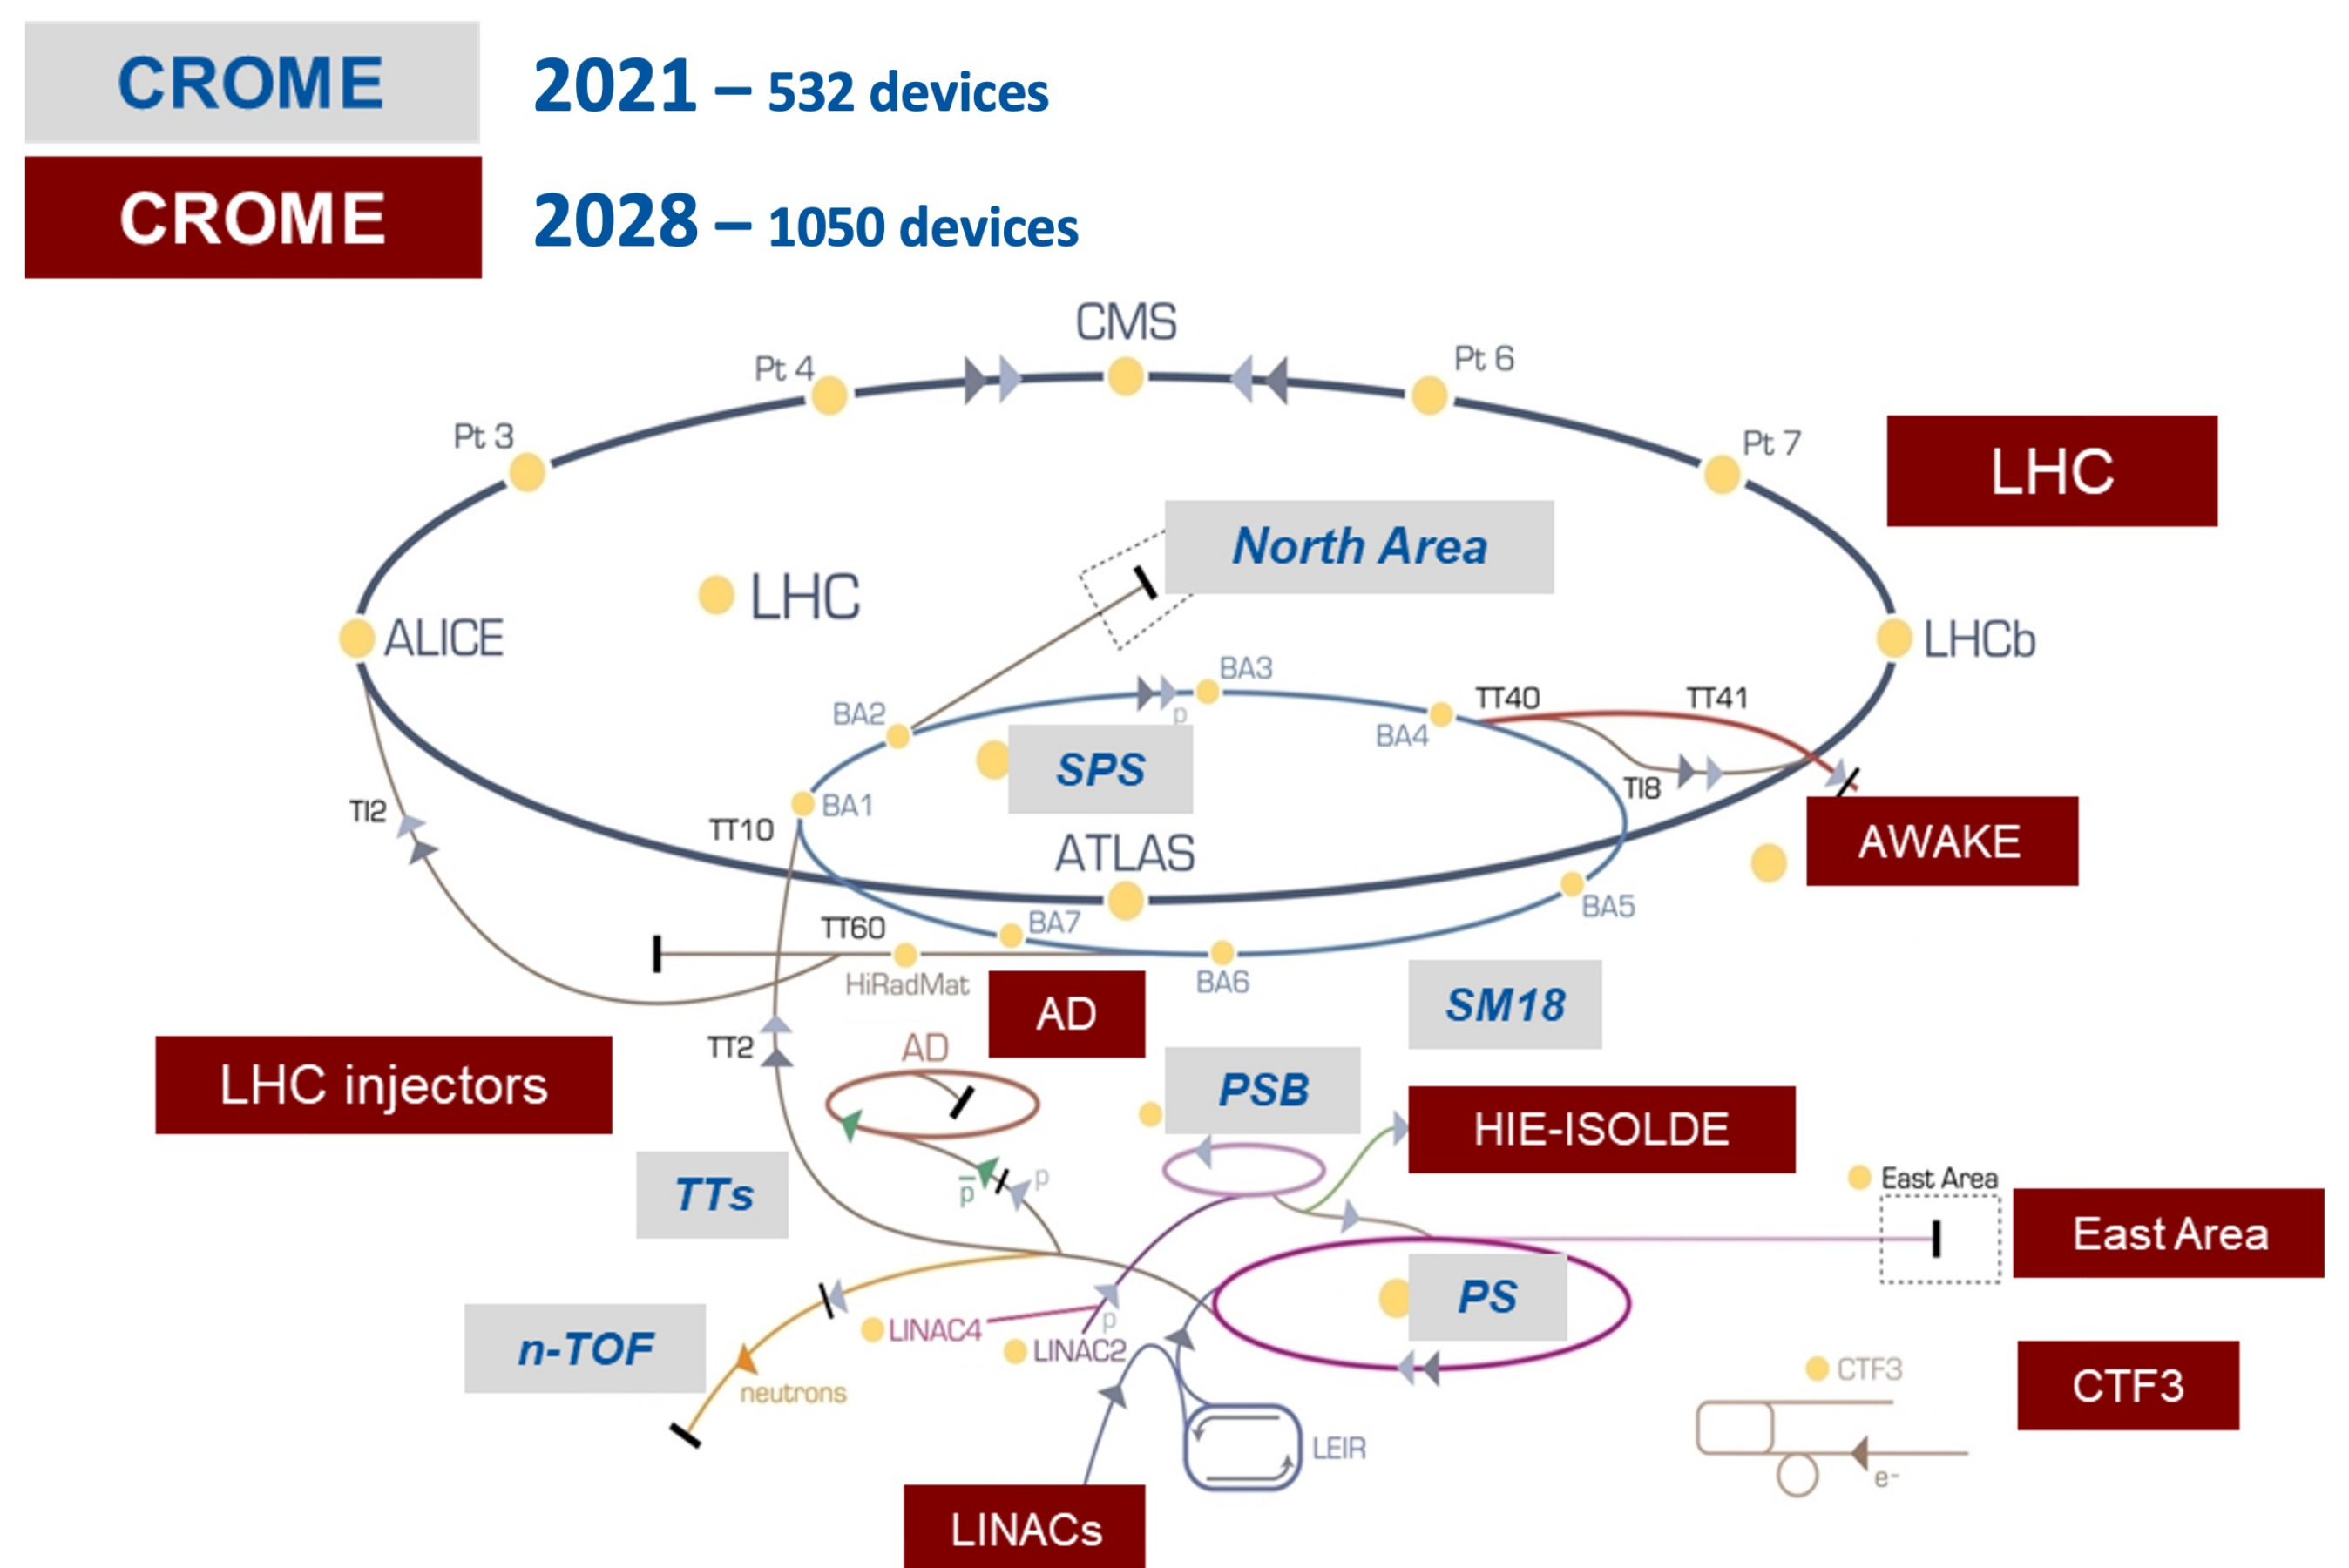 CROME 2021 – 532 devices
CROME 2028 – 1050 devices
CMS
Pt 4
Pt 6
Pt 3
Pt 7
LHC
North Area
LHC
ALICE
LHCb
BA3
TT40
TT41
BA2
p
BA4
SPS
TI8
BA1
TI2
TT10
AWAKE
ATLAS
BA5
BA7
TT60
HiRadMat
BA6
SM18
AD
AD
TT2
LHC injectors
PSB
HIE-ISOLDE
p
East Area
p̅
TTs
East Area
PS
p
LINAC4
n-TOF
LINAC2
CTF3
CTF3
neutrons
LEIR
e-
LINACs